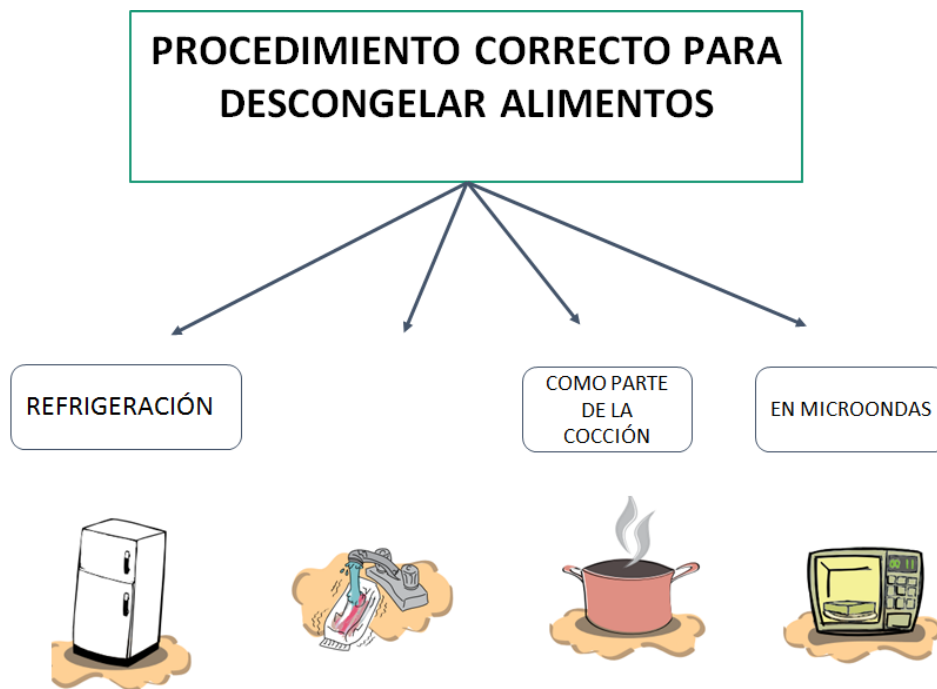 PROCEDIMIENTO CORRECTO PARA
DESCONGELAR ALIMENTOS
REFRIGERACIÓN
COMO PARTE
DE LA
COCCIÓN
EN MICROONDAS